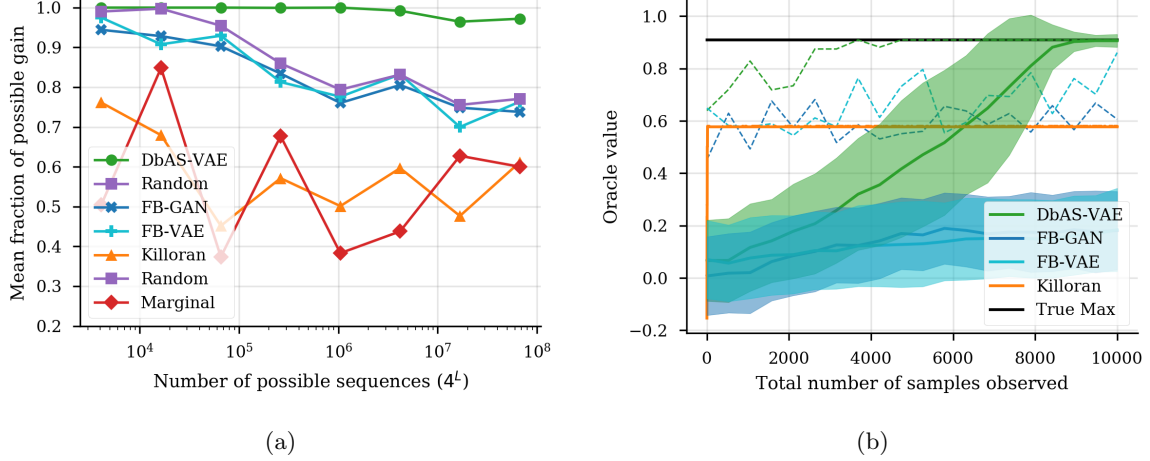 Mean fraction of possible gain
1.0
0.9
0.8
0.7
0.6
0.5
0.4
0.3
0.2
DbAS-VAE
Random
FB-GAN
FB-VAE
Killoran
Random
Marginal
10^4
10^5
10^6
10^7
10^8
Number of possible sequences (4^L)
(a)
Oracle value
1.0
0.8
0.6
0.4
0.2
0.0
−0.2
DbAS-VAE
FB-GAN
FB-VAE
Killoran
True Max
0
2000
4000
6000
8000
10000
Total number of samples observed
(b)